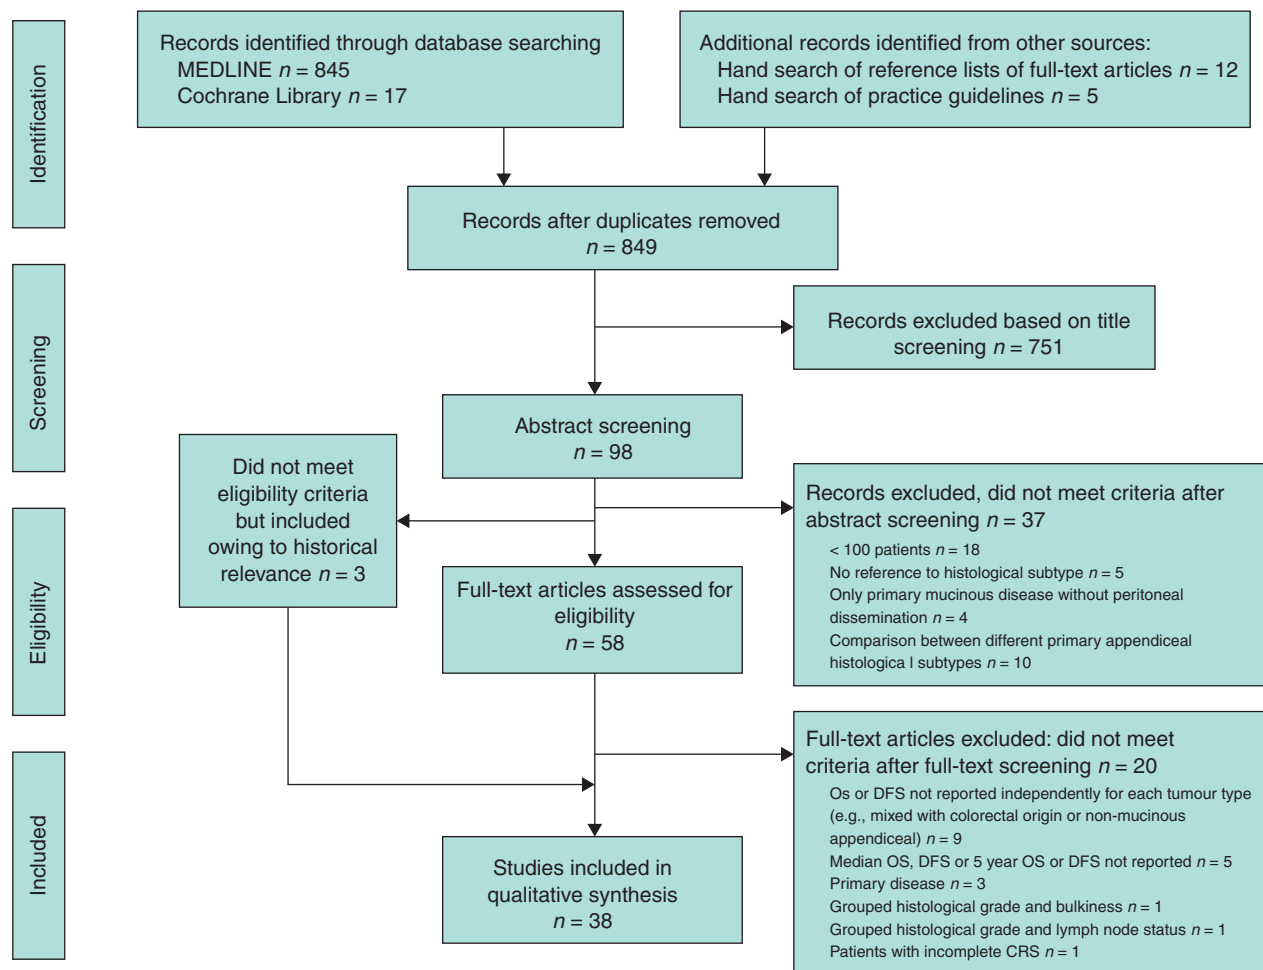 Identification
Records identified through database searching
MEDLINE n = 845
Cochrane Library n = 17
Additional records identified from other sources:
Hand search of reference lists of full-text articles n = 12
Hand search of practice guidelines n = 5
Records after duplicates removed
n = 849
Screening
Records excluded based on title
screening n = 751
Abstract screening
n = 98
Did not meet
eligibility criteria
but included
owing to historical
relevance n = 3
Records excluded, did not meet criteria after
abstract screening n = 37
< 100 patients n = 18
No reference to histological subtype n = 5
Only primary mucinous disease without peritoneal
dissemination n = 4
Comparison between different primary appendiceal
histologica l subtypes n = 10
Eligibility
Full-text articles assessed for
eligibility
n = 58
Full-text articles excluded: did not meet
criteria after full-text screening n = 20
Os or DFS not reported independently for each tumour type
(e.g., mixed with colorectal origin or non-mucinous
appendiceal) n = 9
Median OS, DFS or 5 year OS or DFS not reported n = 5
Primary disease n = 3
Grouped histological grade and bulkiness n = 1
Grouped histological grade and lymph node status n = 1
Patients with incomplete CRS n = 1
Included
Studies included in
qualitative synthesis
n = 38